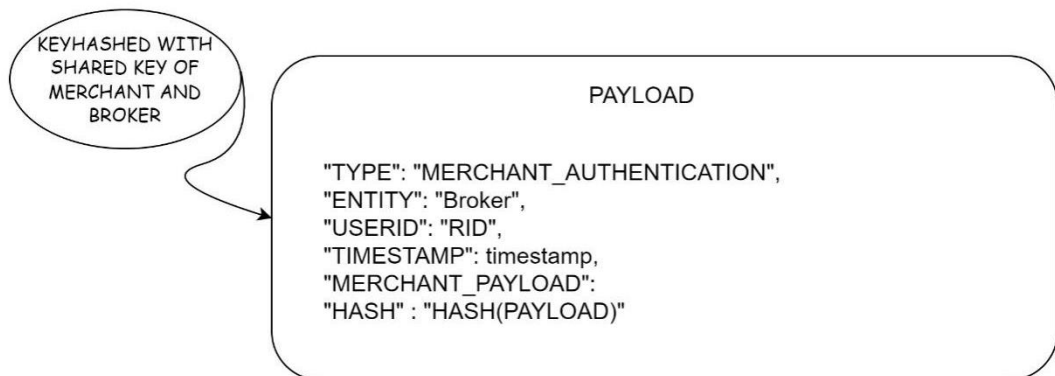 KEYHASHED WITH
SHARED KEY OF
MERCHANT AND
BROKER
PAYLOAD
"TYPE": "MERCHANT_AUTHENTICATION",
"ENTITY": "Broker",
"USERID": "RID",
"TIMESTAMP": timestamp,
"MERCHANT_PAYLOAD":
"HASH" : "HASH(PAYLOAD)"